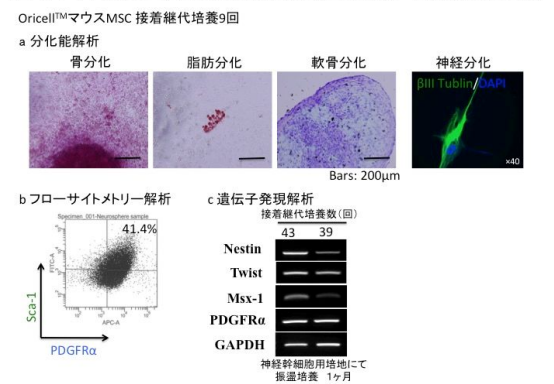 Oricell™マウスMSC 接着継代培養9回
a 分化能解析
骨分化
脂肪分化
軟骨分化
神経分化
βIII Tublin/DAPI
×40
Bars: 200μm
b フローサイトメトリー解析
Specimen_001-Neurosphere sample
41.4%
FITC-A
APC-A
Sca-1
PDGFRα
c 遺伝子発現解析
接着継代培養数(回)
43 39
Nestin
Twist
Msx-1
PDGFRα
GAPDH
神経幹細胞用培地にて
振盪培養 1ヶ月